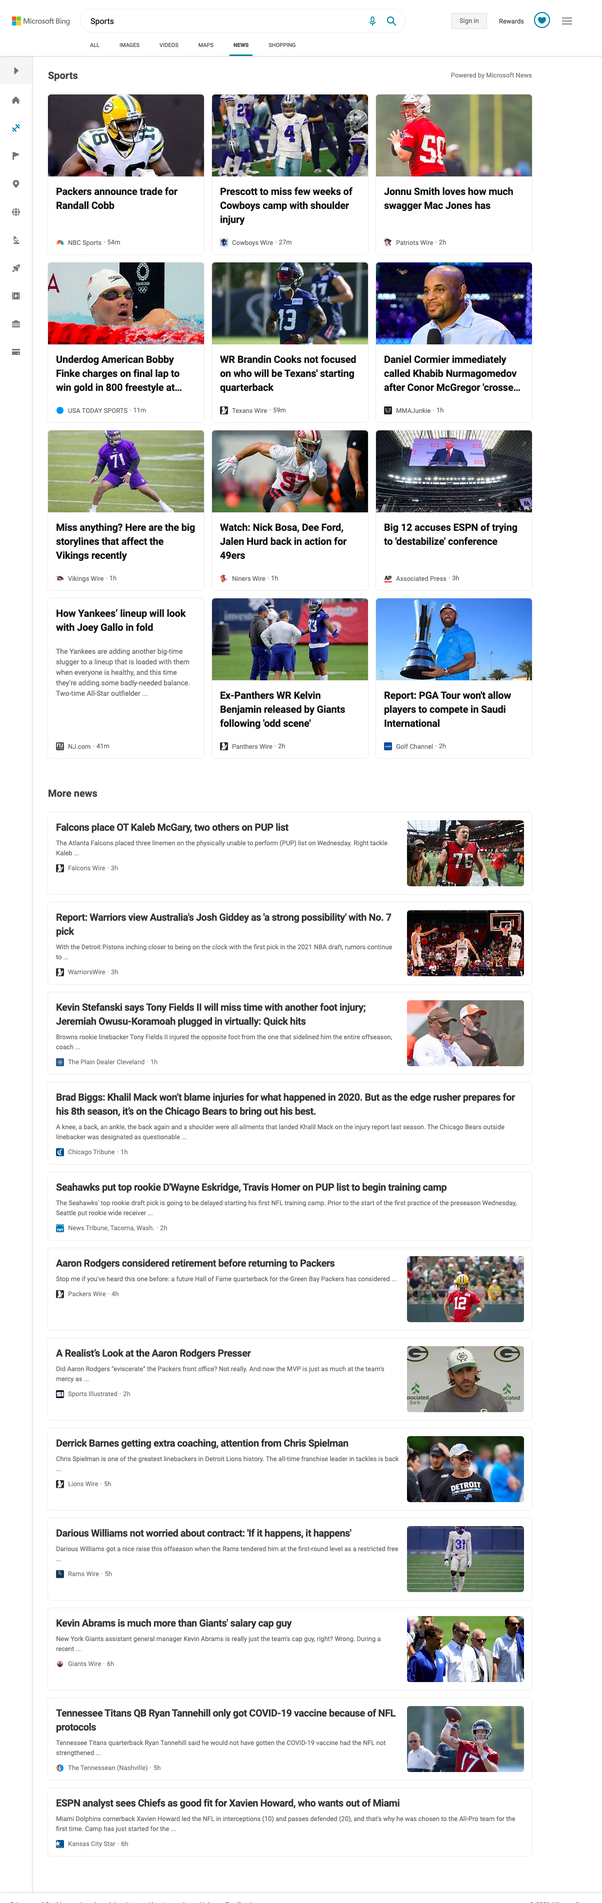 Microsoft Bing
Sports
Sign in
Rewards
ALL
IMAGES
VIDEOS
MAPS
NEWS
SHOPPING
Sports
Powered by Microsoft News
Packers announce trade for
Randall Cobb
NBC Sports · 54m
Prescott to miss few weeks of
Cowboys camp with shoulder
injury
Cowboys Wire · 27m
Jonnu Smith loves how much
swagger Mac Jones has
Patriots Wire · 2h
Underdog American Bobby
Finke charges on final lap to
win gold in 800 freestyle at...
USA TODAY SPORTS · 11m
WR Brandin Cooks not focused
on who will be Texans' starting
quarterback
Texans Wire · 59m
Daniel Cormier immediately
called Khabib Nurmagomedov
after Conor McGregor 'crosse...
MMAJunkie · 1h
Miss anything? Here are the big
storylines that affect the
Vikings recently
Vikings Wire · 1h
Watch: Nick Bosa, Dee Ford,
Jalen Hurd back in action for
49ers
Niners Wire · 1h
Big 12 accuses ESPN of trying
to 'destabilize' conference
Associated Press · 3h
How Yankees' lineup will look
with Joey Gallo in fold
The Yankees are adding another big-time
slugger to a lineup that is loaded with them
when everyone is healthy, and this time
they're adding some badly-needed balance.
Two-time All-Star outfielder ...
NJ.com · 41m
Ex-Panthers WR Kelvin
Benjamin released by Giants
following 'odd scene'
Panthers Wire · 2h
Report: PGA Tour won't allow
players to compete in Saudi
International
Golf Channel · 2h
More news
Falcons place OT Kaleb McGary, two others on PUP list
The Atlanta Falcons placed three linemen on the physically unable to perform (PUP) list on Wednesday. Right tackle
Kaleb ...
Falcons Wire · 3h
Report: Warriors view Australia's Josh Giddey as 'a strong possibility' with No. 7
pick
With the Detroit Pistons inching closer to being on the clock with the first pick in the 2021 NBA draft, rumors continue
to ...
WarriorsWire · 3h
Kevin Stefanski says Tony Fields II will miss time with another foot injury;
Jeremiah Owusu-Koramoah plugged in virtually: Quick hits
Browns rookie linebacker Tony Fields II injured the opposite foot from the one that sidelined him the entire offseason,
coach ...
The Plain Dealer Cleveland · 1h
Brad Biggs: Khalil Mack won't blame injuries for what happened in 2020. But as the edge rusher prepares for
his 8th season, it's on the Chicago Bears to bring out his best.
A knee, a back, an ankle, the back again and a shoulder were all ailments that landed Khalil Mack on the injury report last season. The Chicago Bears outside
linebacker was designated as questionable ...
Chicago Tribune · 1h
Seahawks put top rookie D'Wayne Eskridge, Travis Homer on PUP list to begin training camp
The Seahawks' top rookie draft pick is going to be delayed starting his first NFL training camp. Prior to the start of the first practice of the preseason Wednesday,
Seattle put rookie wide receiver ...
News Tribune, Tacoma, Wash. · 2h
Aaron Rodgers considered retirement before returning to Packers
Stop me if you've heard this one before: a future Hall of Fame quarterback for the Green Bay Packers has considered ...
Packers Wire · 4h
A Realist's Look at the Aaron Rodgers Presser
Did Aaron Rodgers "eviscerate" the Packers front office? Not really. And now the MVP is just as much at the team's
mercy as ...
Sports Illustrated · 2h
Derrick Barnes getting extra coaching, attention from Chris Spielman
Chris Spielman is one of the greatest linebackers in Detroit Lions history. The all-time franchise leader in tackles is back
...
Lions Wire · 5h
Darious Williams not worried about contract: 'If it happens, it happens'
Darious Williams got a nice raise this offseason when the Rams tendered him at the first-round level as a restricted free
...
Rams Wire · 5h
Kevin Abrams is much more than Giants' salary cap guy
New York Giants assistant general manager Kevin Abrams is really just the team's cap guy, right? Wrong. During a
recent ...
Giants Wire · 6h
Tennessee Titans QB Ryan Tannehill only got COVID-19 vaccine because of NFL
protocols
Tennessee Titans quarterback Ryan Tannehill said he would not have gotten the COVID-19 vaccine had the NFL not
strengthened ...
The Tennessean (Nashville) · 5h
ESPN analyst sees Chiefs as good fit for Xavien Howard, who wants out of Miami
Miami Dolphins cornerback Xavien Howard led the NFL in interceptions (10) and passes defended (20), and that's why he was chosen to the All-Pro team for the
first time. Camp has just started for the ...
Kansas City Star · 6h